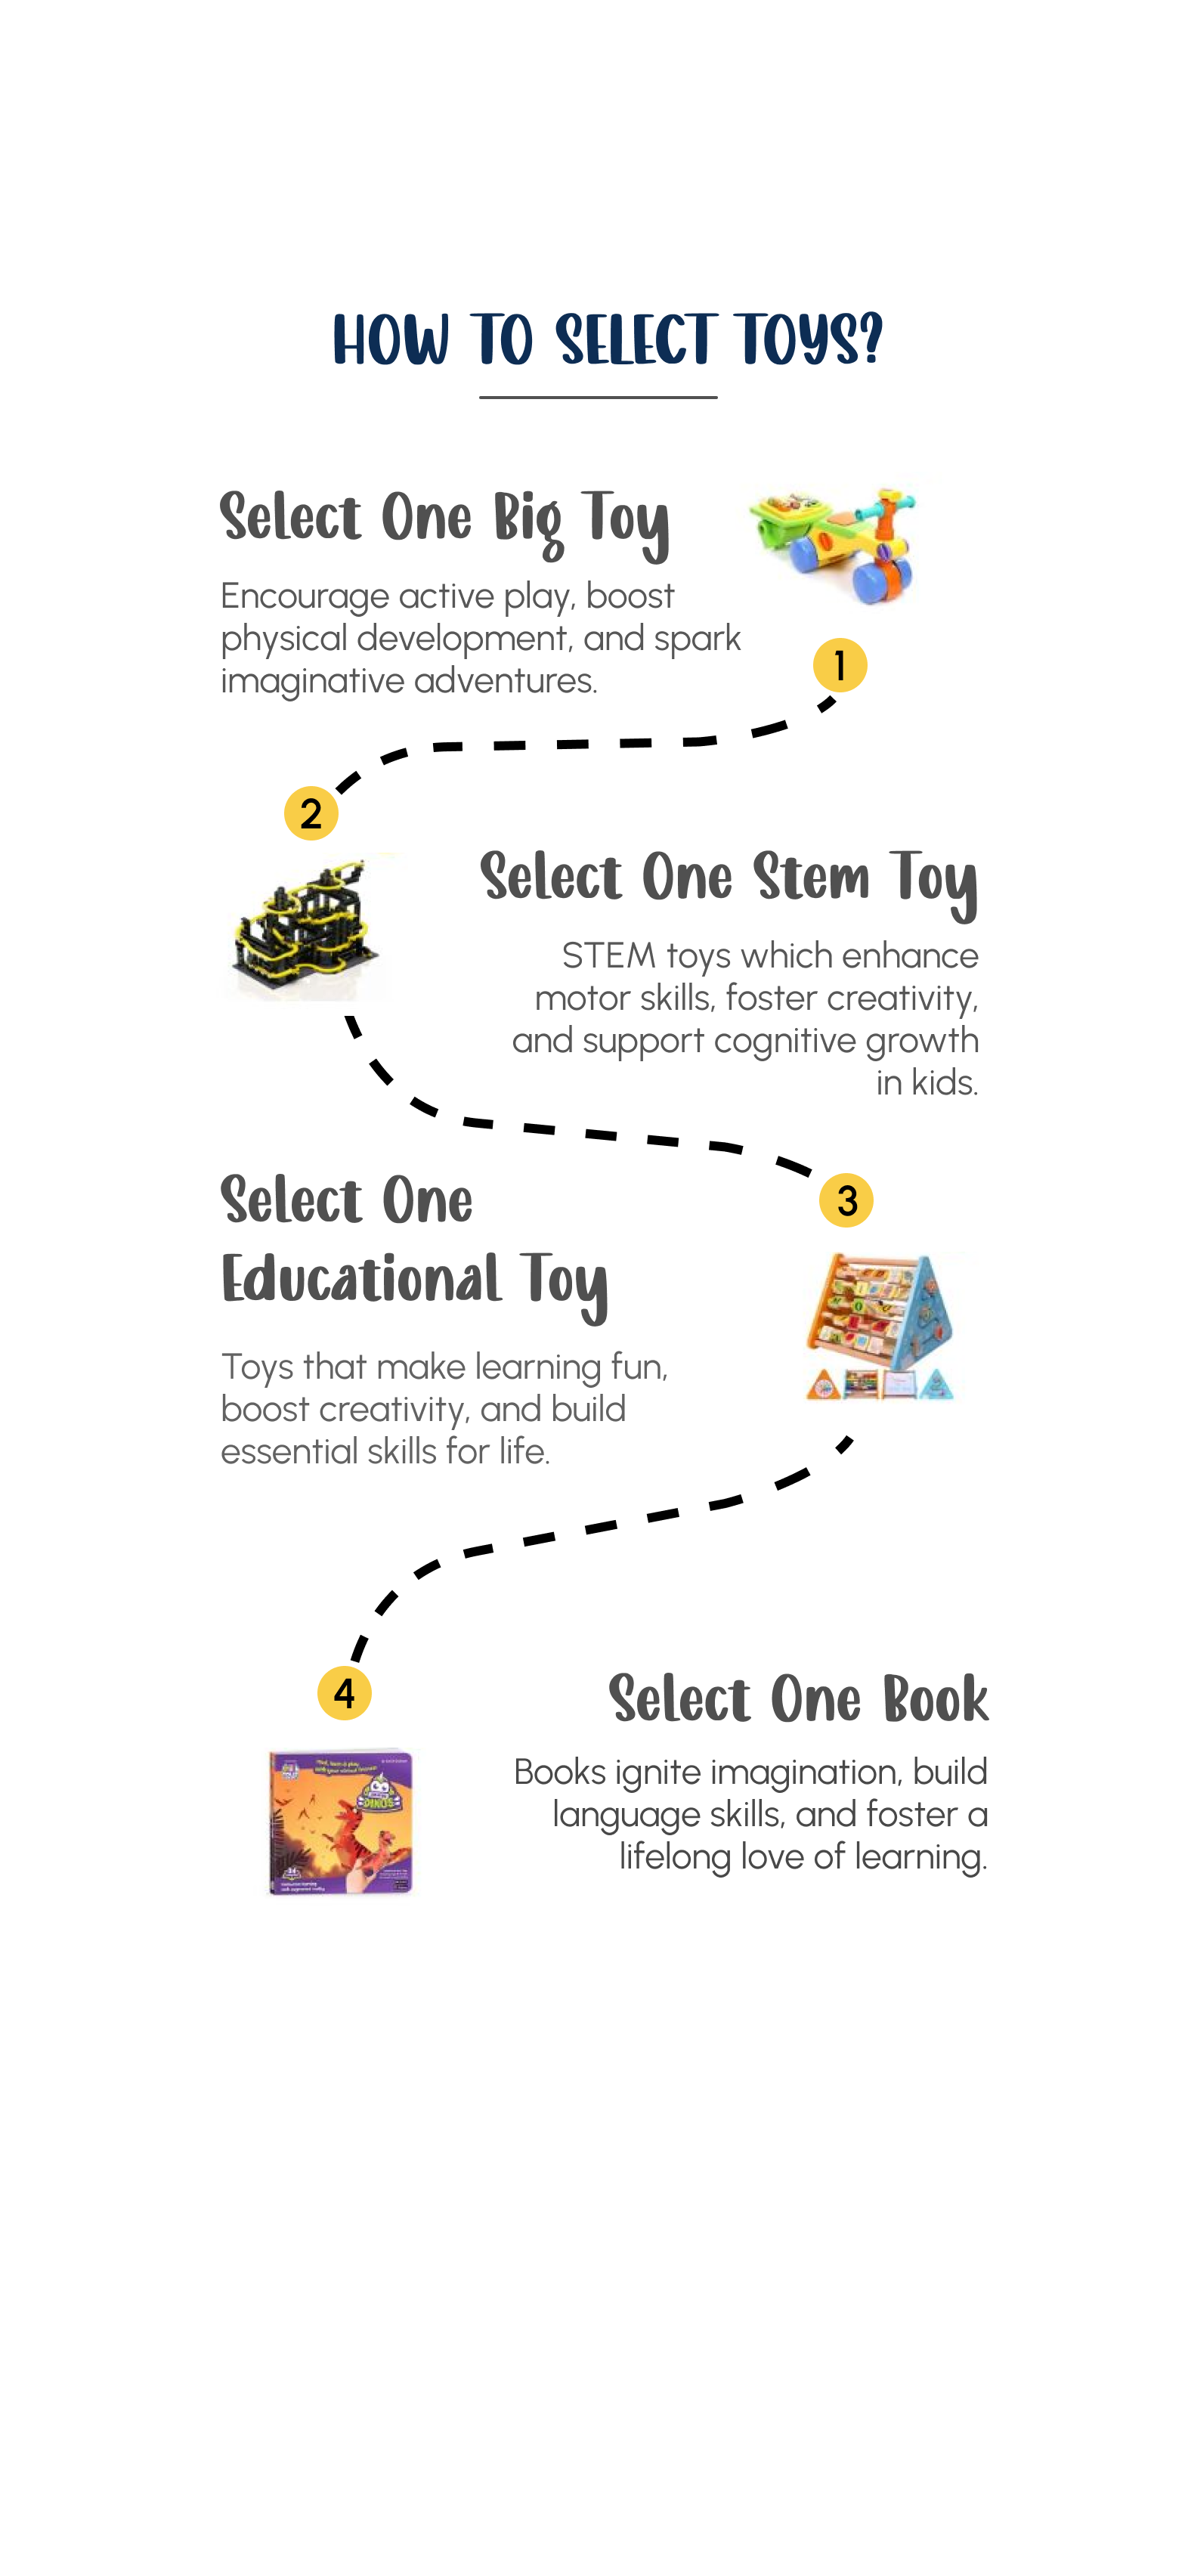 HOW TO SELECT TOYS?
Select One Big Toy
Encourage active play, boost
physical development, and spark
imaginative adventures.
1
2
Select One Stem Toy
STEM toys which enhance
motor skills, foster creativity,
and support cognitive growth
in kids.
3
Select One
Educational Toy
Toys that make learning fun,
boost creativity, and build
essential skills for life.
4
Select One Book
Books ignite imagination, build
language skills, and foster a
lifelong love of learning.
DINOS